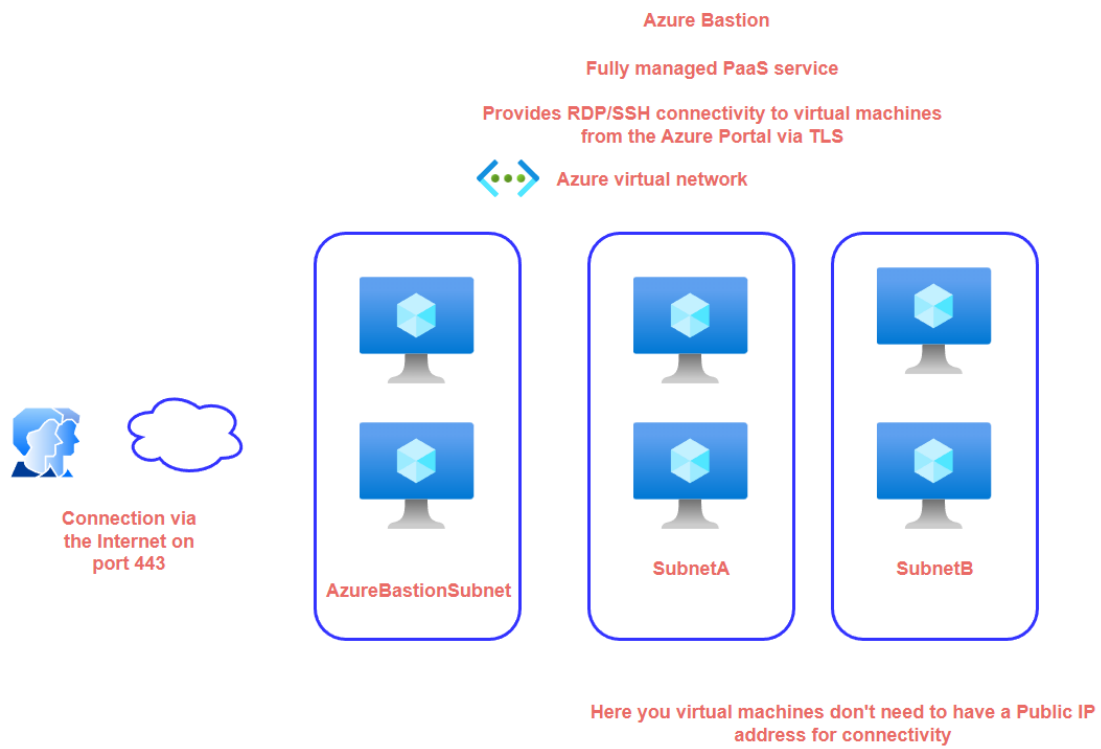 Azure Bastion
Fully managed PaaS service
Provides RDP/SSH connectivity to virtual machines
from the Azure Portal via TLS
Azure virtual network
Connection via
the Internet on
port 443
AzureBastionSubnet
SubnetA
SubnetB
Here you virtual machines don't need to have a Public IP
address for connectivity